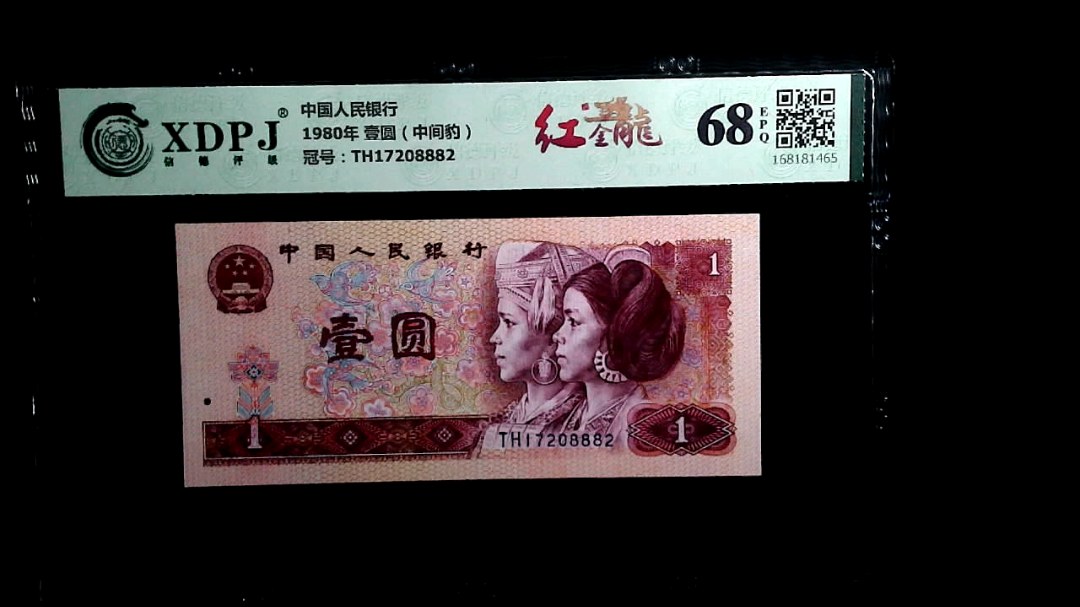 XDPJ®
信德评级
中国人民银行
1980年 壹圆（中间豹）
冠号：TH17208882
红金龍
68
EPQ
168181465
中国人民银行
1
壹圆
TH17208882
1
1